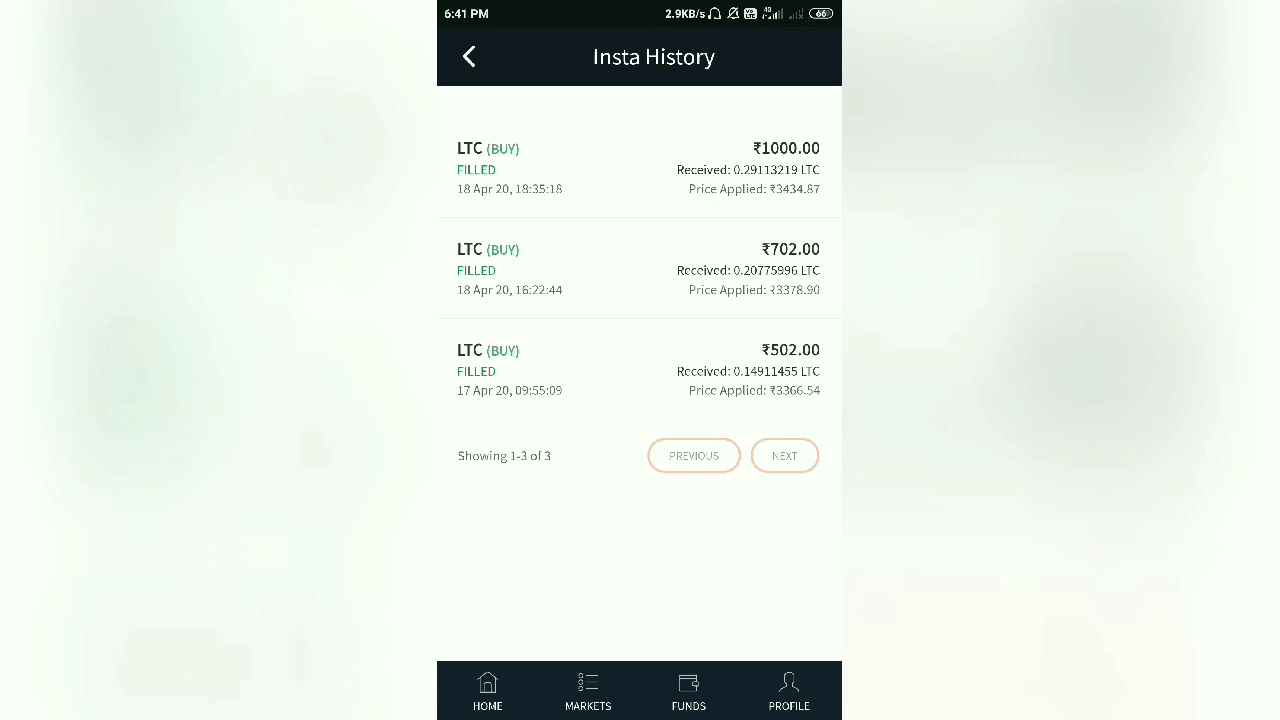 6:41 PM 2.9KB/s 4G 66
Insta History
LTC (BUY) ₹1000.00
FILLED Received: 0.29113219 LTC
18 Apr 20, 18:35:18 Price Applied: ₹3434.87
LTC (BUY) ₹702.00
FILLED Received: 0.20775996 LTC
18 Apr 20, 16:22:44 Price Applied: ₹3378.90
LTC (BUY) ₹502.00
FILLED Received: 0.14911455 LTC
17 Apr 20, 09:55:09 Price Applied: ₹3366.54
Showing 1-3 of 3 PREVIOUS NEXT
HOME MARKETS FUNDS PROFILE